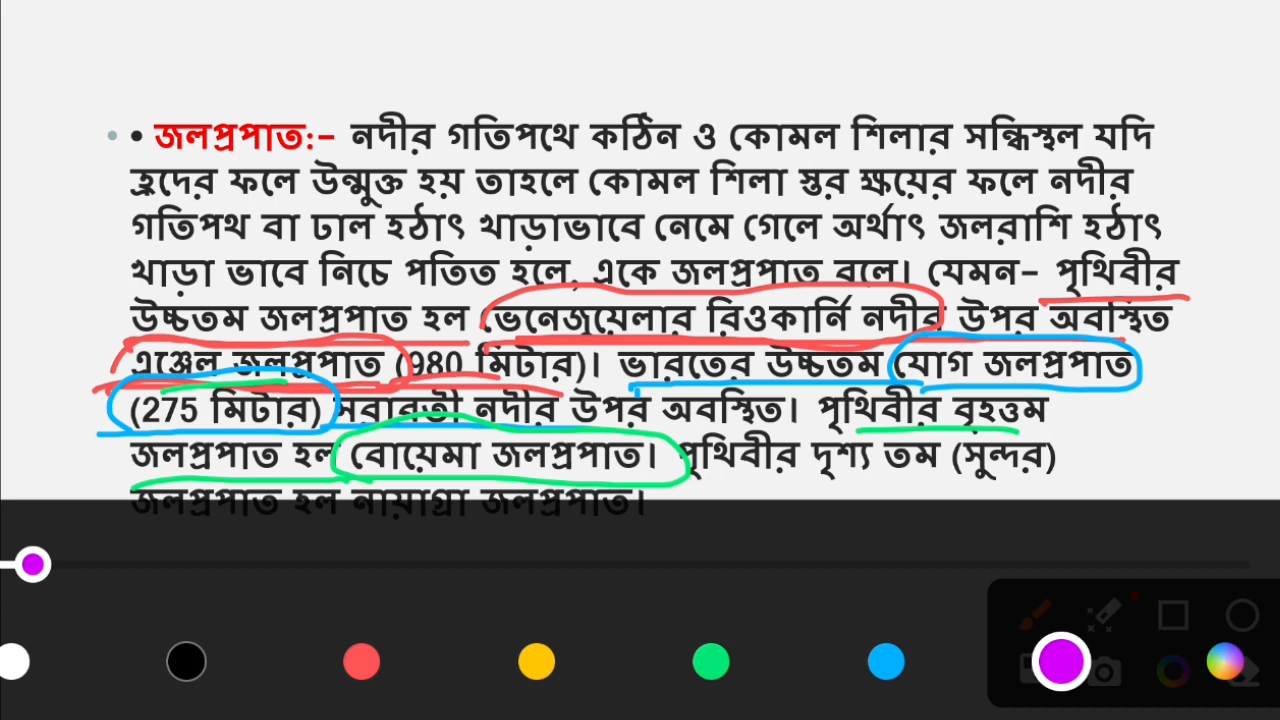 • • জলপ্রপাত:– নদীর গতিপথে কঠিন ও কোমল শিলার সন্ধিস্থল যদি
হ্রদের ফলে উন্মুক্ত হয় তাহলে কোমল শিলা স্তর ক্ষয়ের ফলে নদীর
গতিপথ বা ঢাল হঠাৎ খাড়াভাবে নেমে গেলে অর্থাৎ জলরাশি হঠাৎ
খাড়া ভাবে নিচে পতিত হলে, একে জলপ্রপাত বলে। যেমন– পৃথিবীর
উচ্চতম জলপ্রপাত হল ভেনেজুয়েলার রিওকার্নি নদীর উপর অবস্থিত
এঞ্জেল জলপ্রপাত (980 মিটার)। ভারতের উচ্চতম যোগ জলপ্রপাত
(275 মিটার) সরাবতী নদীর উপর অবস্থিত। পৃথিবীর বৃহত্তম
জলপ্রপাত হল বোয়েমা জলপ্রপাত। পৃথিবীর দৃশ্য তম (সুন্দর)
জলপ্রপাত হল নায়াগ্রা জলপ্রপাত।